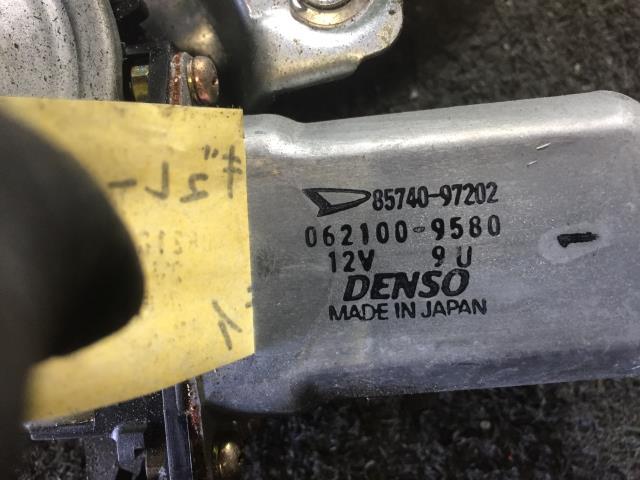 85740-97202
062100-9580
12V 9U
DENSO
MADE IN JAPAN